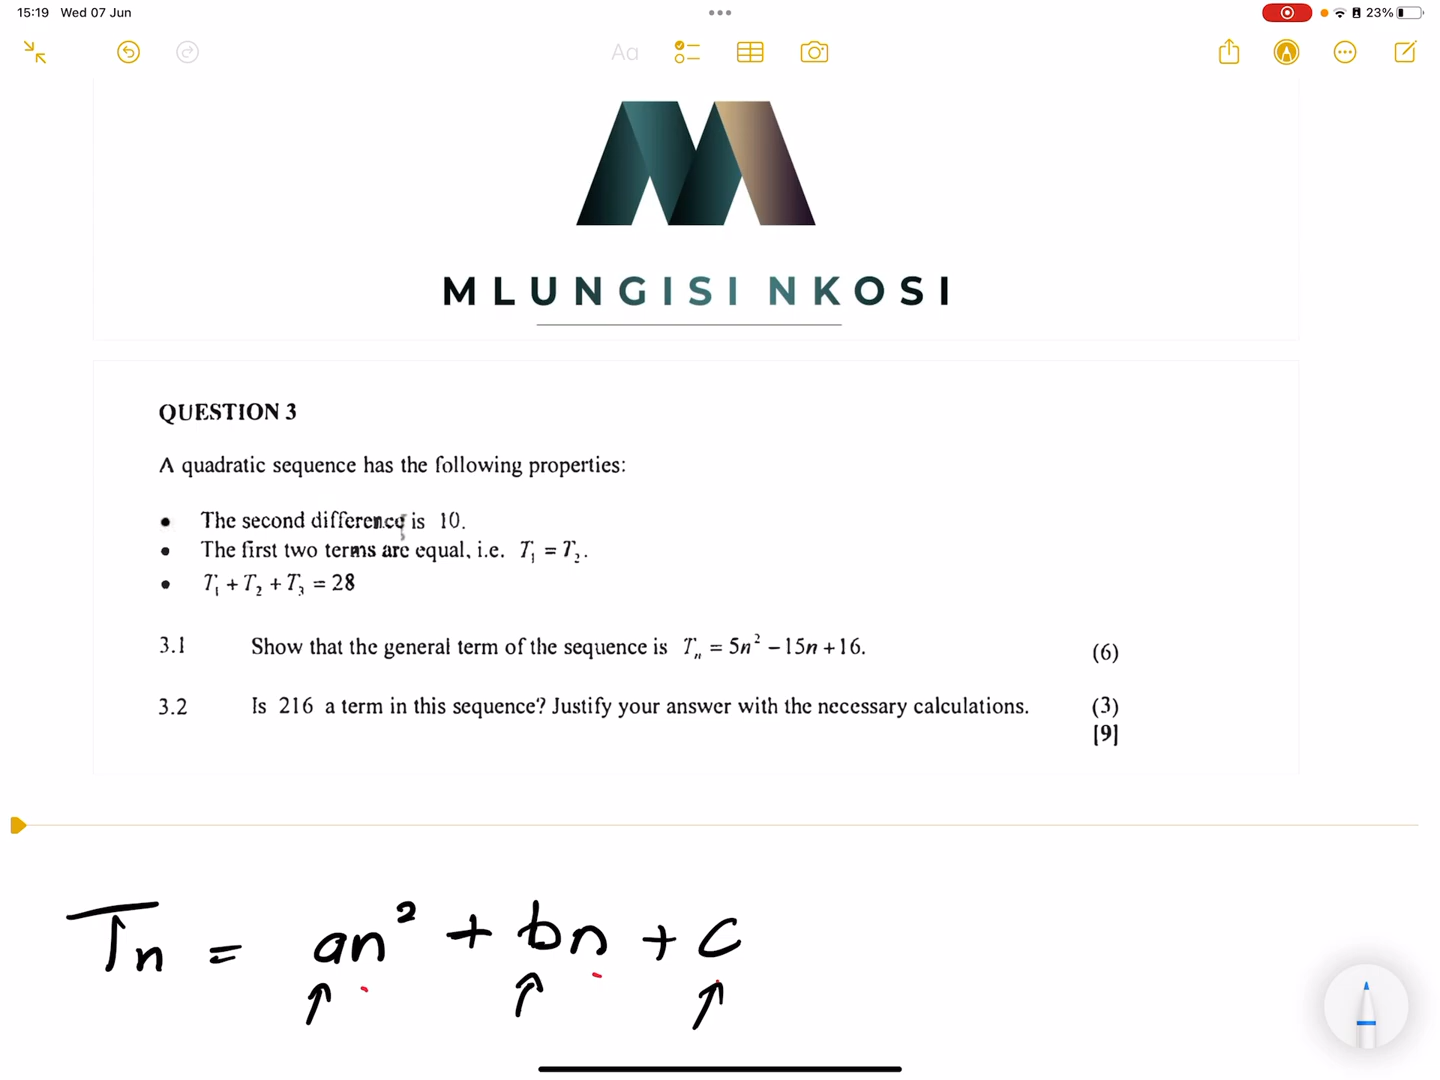 15:19 Wed 07 Jun
23%
Aa
MLUNGISI NKOSI
QUESTION 3
A quadratic sequence has the following properties:
• The second difference is 10.
• The first two terms are equal, i.e. T₁ = T₂.
• T₁ + T₂ + T₃ = 28
3.1 Show that the general term of the sequence is Tₙ = 5n² − 15n + 16. (6)
3.2 Is 216 a term in this sequence? Justify your answer with the necessary calculations. (3)
[9]
Tn = an² + bn + c